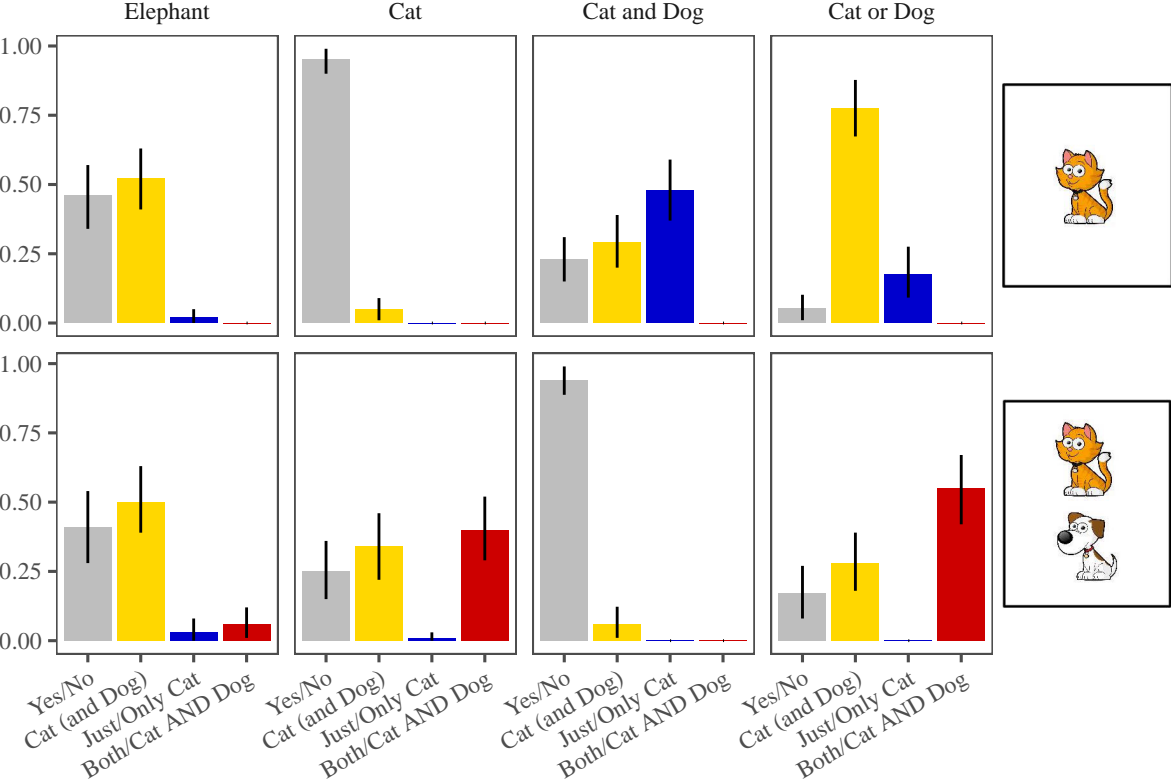 Elephant Cat Cat and Dog Cat or Dog
1.00
0.75
0.50
0.25
0.00
1.00
0.75
0.50
0.25
0.00
Yes/No Yes/No Yes/No Yes/No
Cat (and Dog) Cat (and Dog) Cat (and Dog) Cat (and Dog)
Just/Only Cat Just/Only Cat Just/Only Cat Just/Only Cat
Both/Cat AND Dog Both/Cat AND Dog Both/Cat AND Dog Both/Cat AND Dog